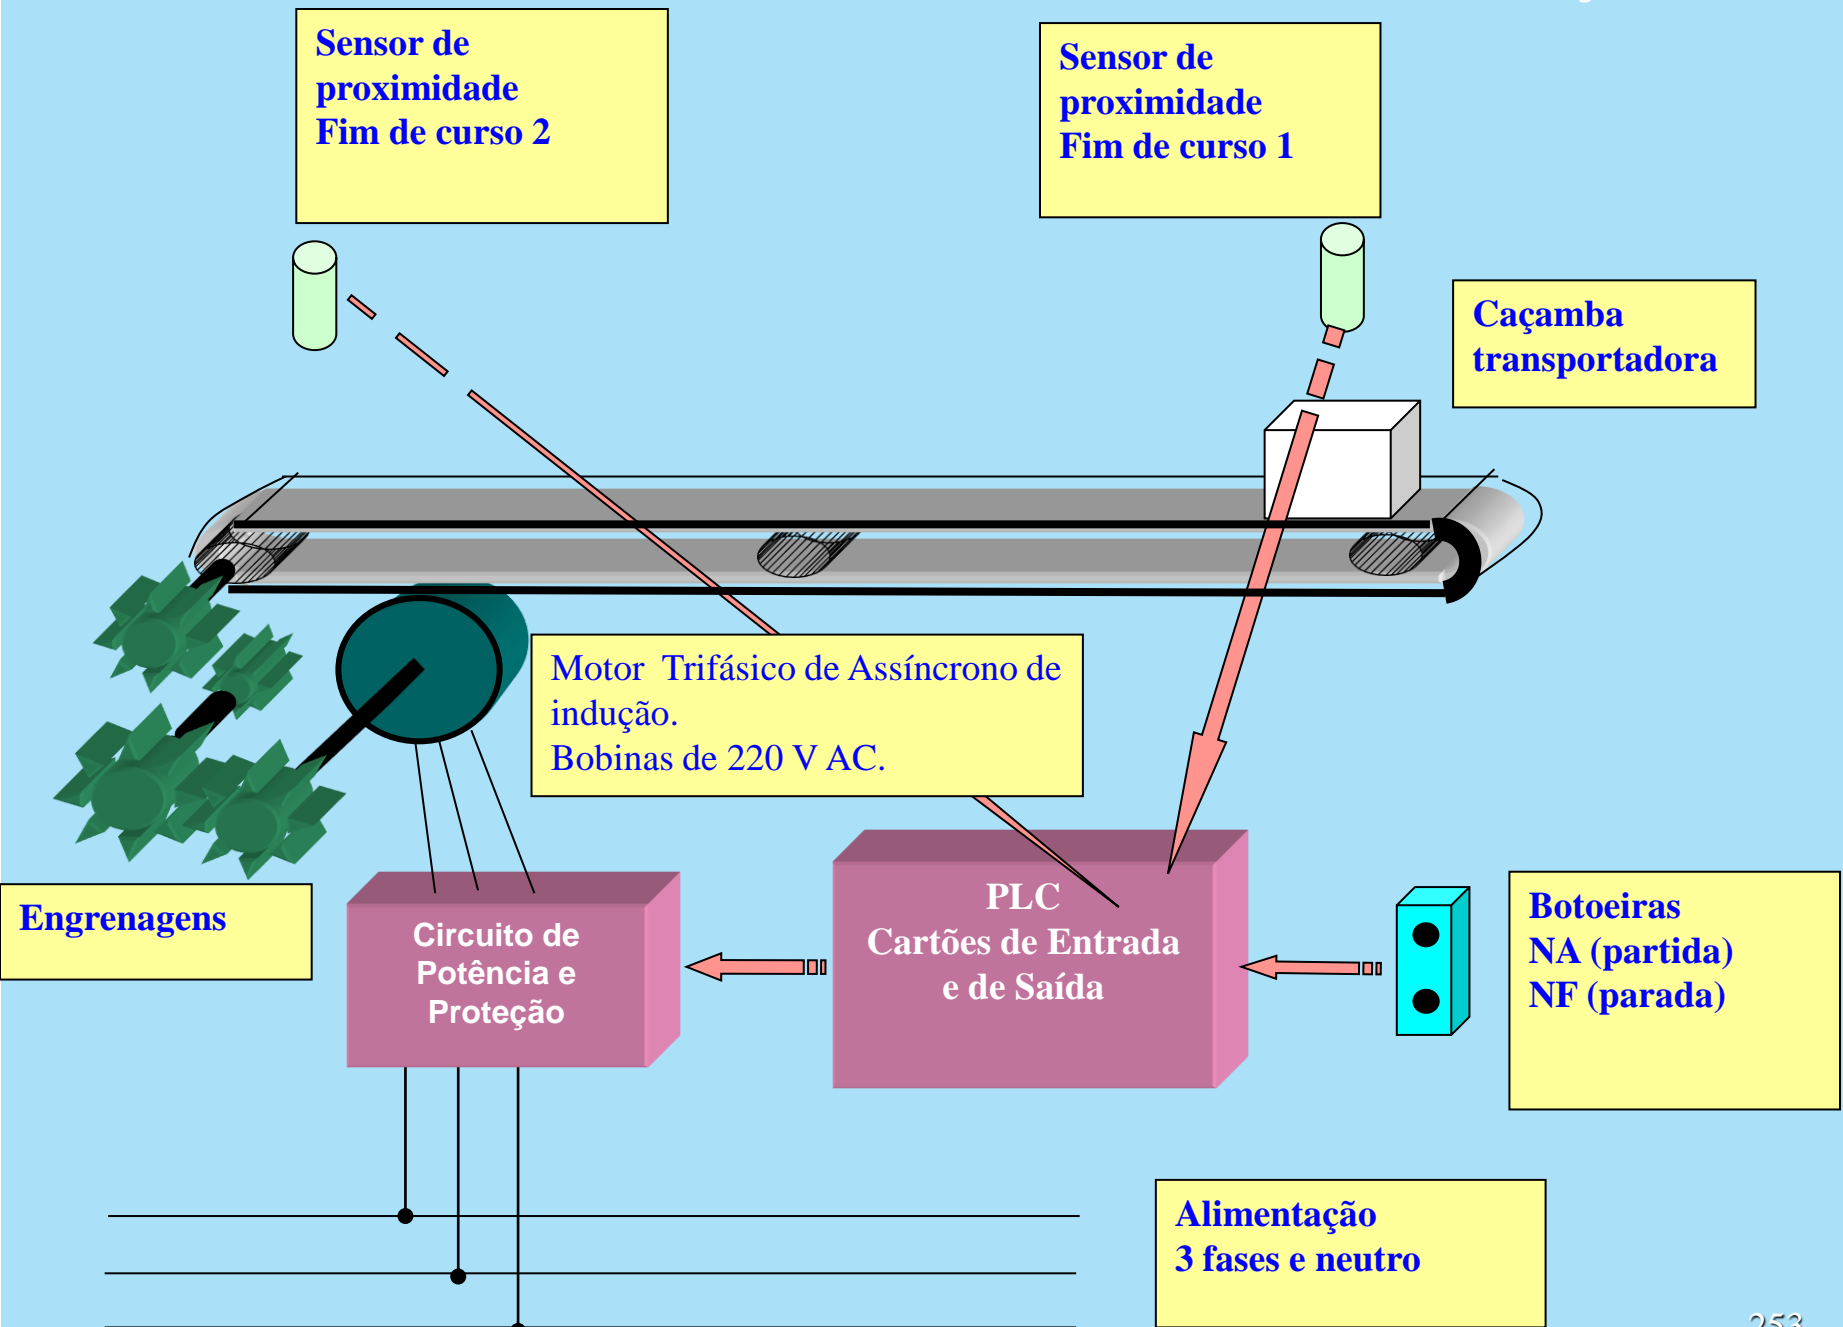 Sensor de
proximidade
Fim de curso 2
Sensor de
proximidade
Fim de curso 1
Caçamba
transportadora
Motor Trifásico de Assíncrono de
indução.
Bobinas de 220 V AC.
Engrenagens
Circuito de
Potência e
Proteção
PLC
Cartões de Entrada
e de Saída
Botoeiras
NA (partida)
NF (parada)
Alimentação
3 fases e neutro
253